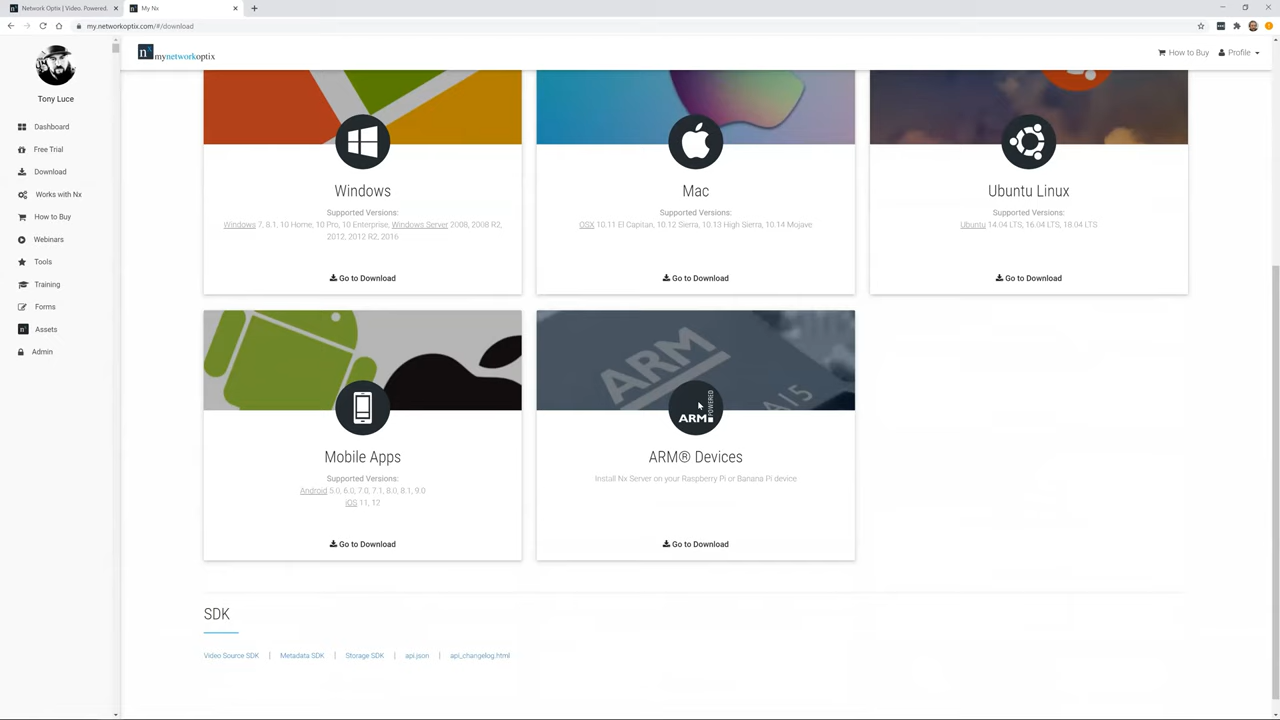 Network Optix | Video. Powered.
My Nx
my.networkoptix.com/#/download
mynetworkoptix
How to Buy
Profile
Tony Luce
Dashboard
Free Trial
Download
Works with Nx
How to Buy
Webinars
Tools
Training
Forms
Assets
Admin
Windows
Supported Versions:
Windows 7, 8.1, 10 Home, 10 Pro, 10 Enterprise, Windows Server 2008, 2008 R2,
2012, 2012 R2, 2016
Go to Download
Mac
Supported Versions:
OSX 10.11 El Capitan, 10.12 Sierra, 10.13 High Sierra, 10.14 Mojave
Go to Download
Ubuntu Linux
Supported Versions:
Ubuntu 14.04 LTS, 16.04 LTS, 18.04 LTS
Go to Download
Mobile Apps
Supported Versions:
Android 5.0, 6.0, 7.0, 7.1, 8.0, 8.1, 9.0
iOS 11, 12
Go to Download
ARM
ARM POWERED
ARM® Devices
Install Nx Server on your Raspberry Pi or Banana Pi device
Go to Download
SDK
Video Source SDK | Metadata SDK | Storage SDK | api.json | api_changelog.html